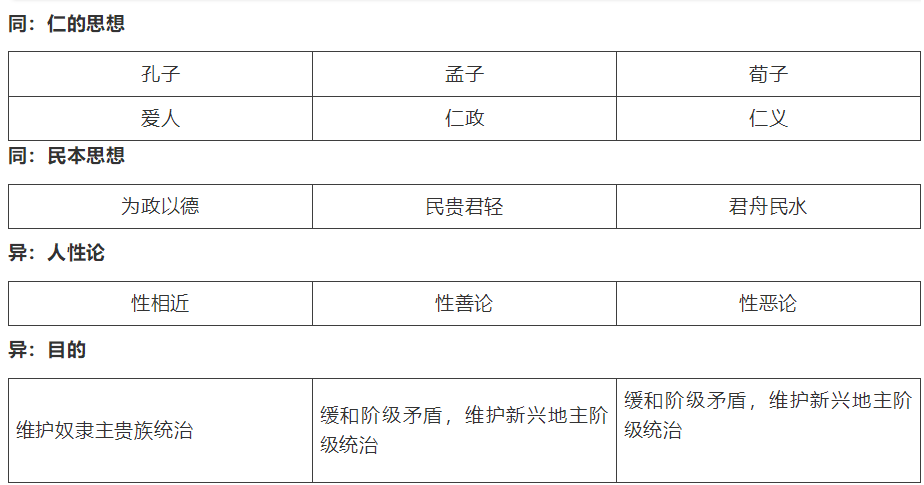 同：仁的思想
孔子 孟子 荀子
爱人 仁政 仁义
同：民本思想
为政以德 民贵君轻 君舟民水
异：人性论
性相近 性善论 性恶论
异：目的
维护奴隶主贵族统治
缓和阶级矛盾，维护新兴地主阶
级统治
缓和阶级矛盾，维护新兴地主阶
级统治